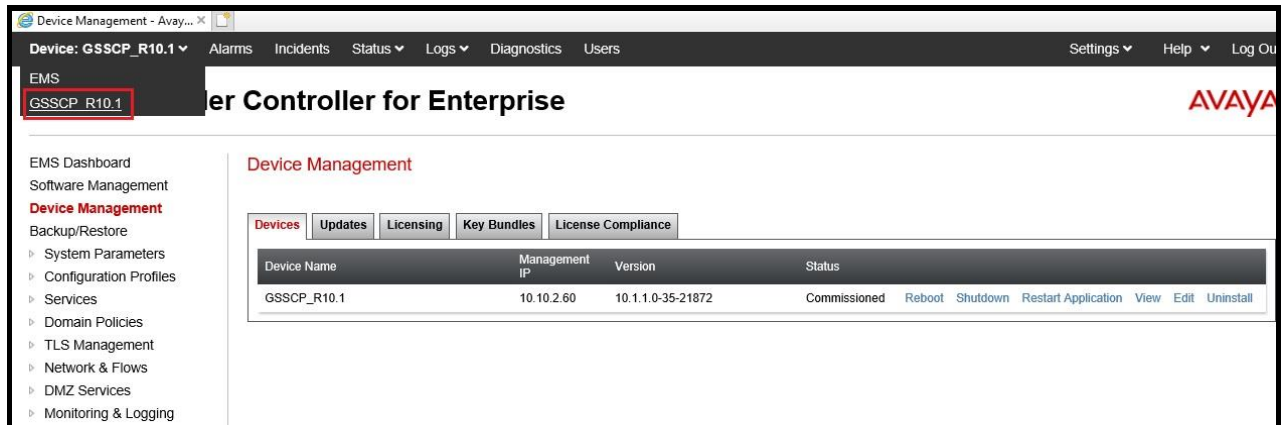 Device Management - Avay...
Device: GSSCP_R10.1 Alarms Incidents Status Logs Diagnostics Users Settings Help Log Ou
EMS
GSSCP_R10.1
er Controller for Enterprise
AVAYA
EMS Dashboard
Software Management
Device Management
Backup/Restore
System Parameters
Configuration Profiles
Services
Domain Policies
TLS Management
Network & Flows
DMZ Services
Monitoring & Logging
Device Management
Devices Updates Licensing Key Bundles License Compliance
Device Name Management IP Version Status
GSSCP_R10.1 10.10.2.60 10.1.1.0-35-21872 Commissioned Reboot Shutdown Restart Application View Edit Uninstall